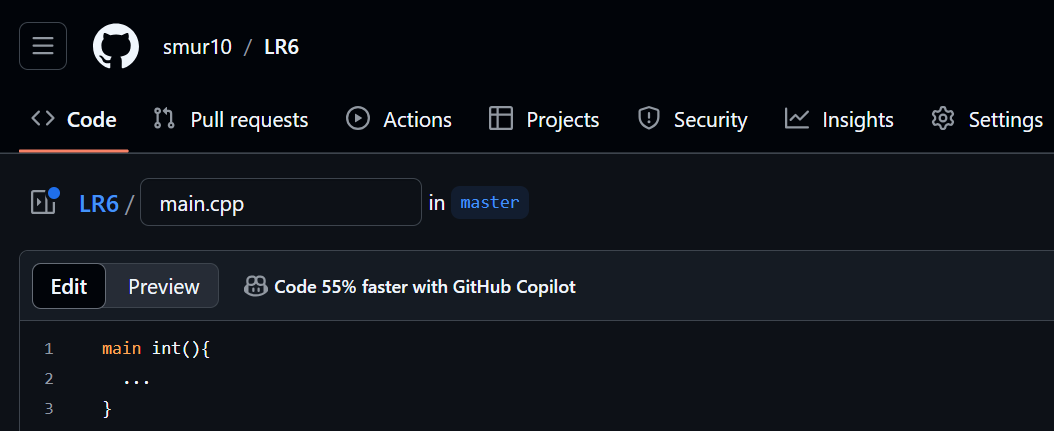 smur10 / LR6
Code Pull requests Actions Projects Security Insights Settings
LR6 / main.cpp in master
Edit Preview Code 55% faster with GitHub Copilot
1 main int(){
2 ...
3 }